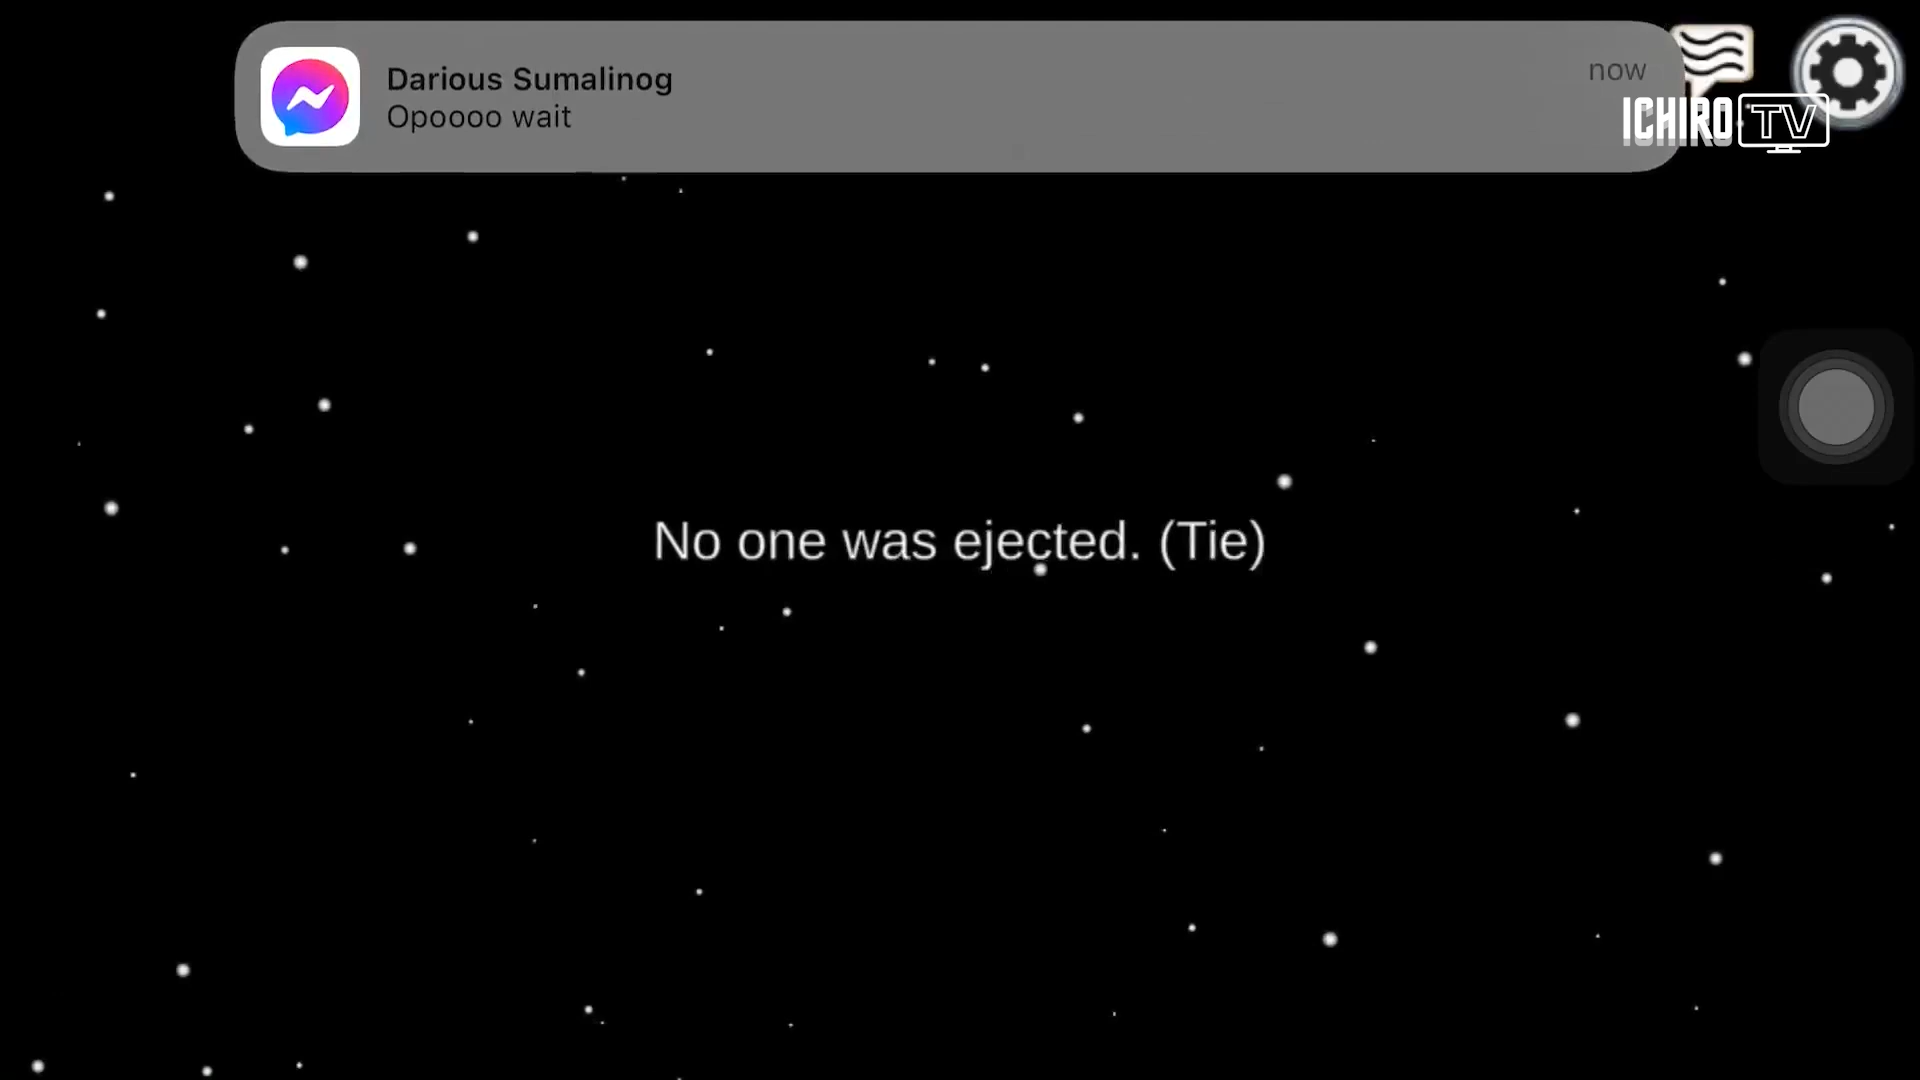 Darious Sumalinog
now
Opoooo wait
ICHIRO TV
No one was ejected. (Tie)